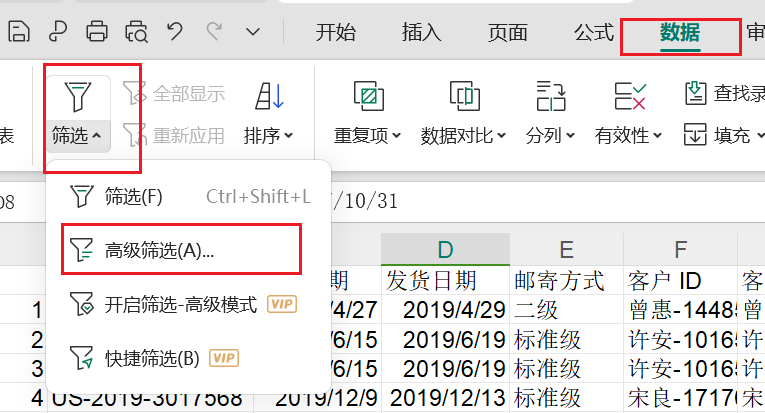 开始 插入 页面 公式 数据 审
表 筛选 全部显示 重新应用 排序 重复项 数据对比 分列 有效性 查找录 填充
D8 7/10/31
筛选(F) Ctrl+Shift+L
高级筛选(A)...
开启筛选-高级模式 VIP
快捷筛选(B) VIP
D E F
期 发货日期 邮寄方式 客户 ID 客
1 /4/27 2019/4/29 二级 曾惠-14485 曾
2 /6/15 2019/6/19 标准级 许安-10165 许
3 /6/15 2019/6/19 标准级 许安-10165 许
4 US-2019-3017568 2019/12/9 2019/12/13 标准级 宋良-17170 宋